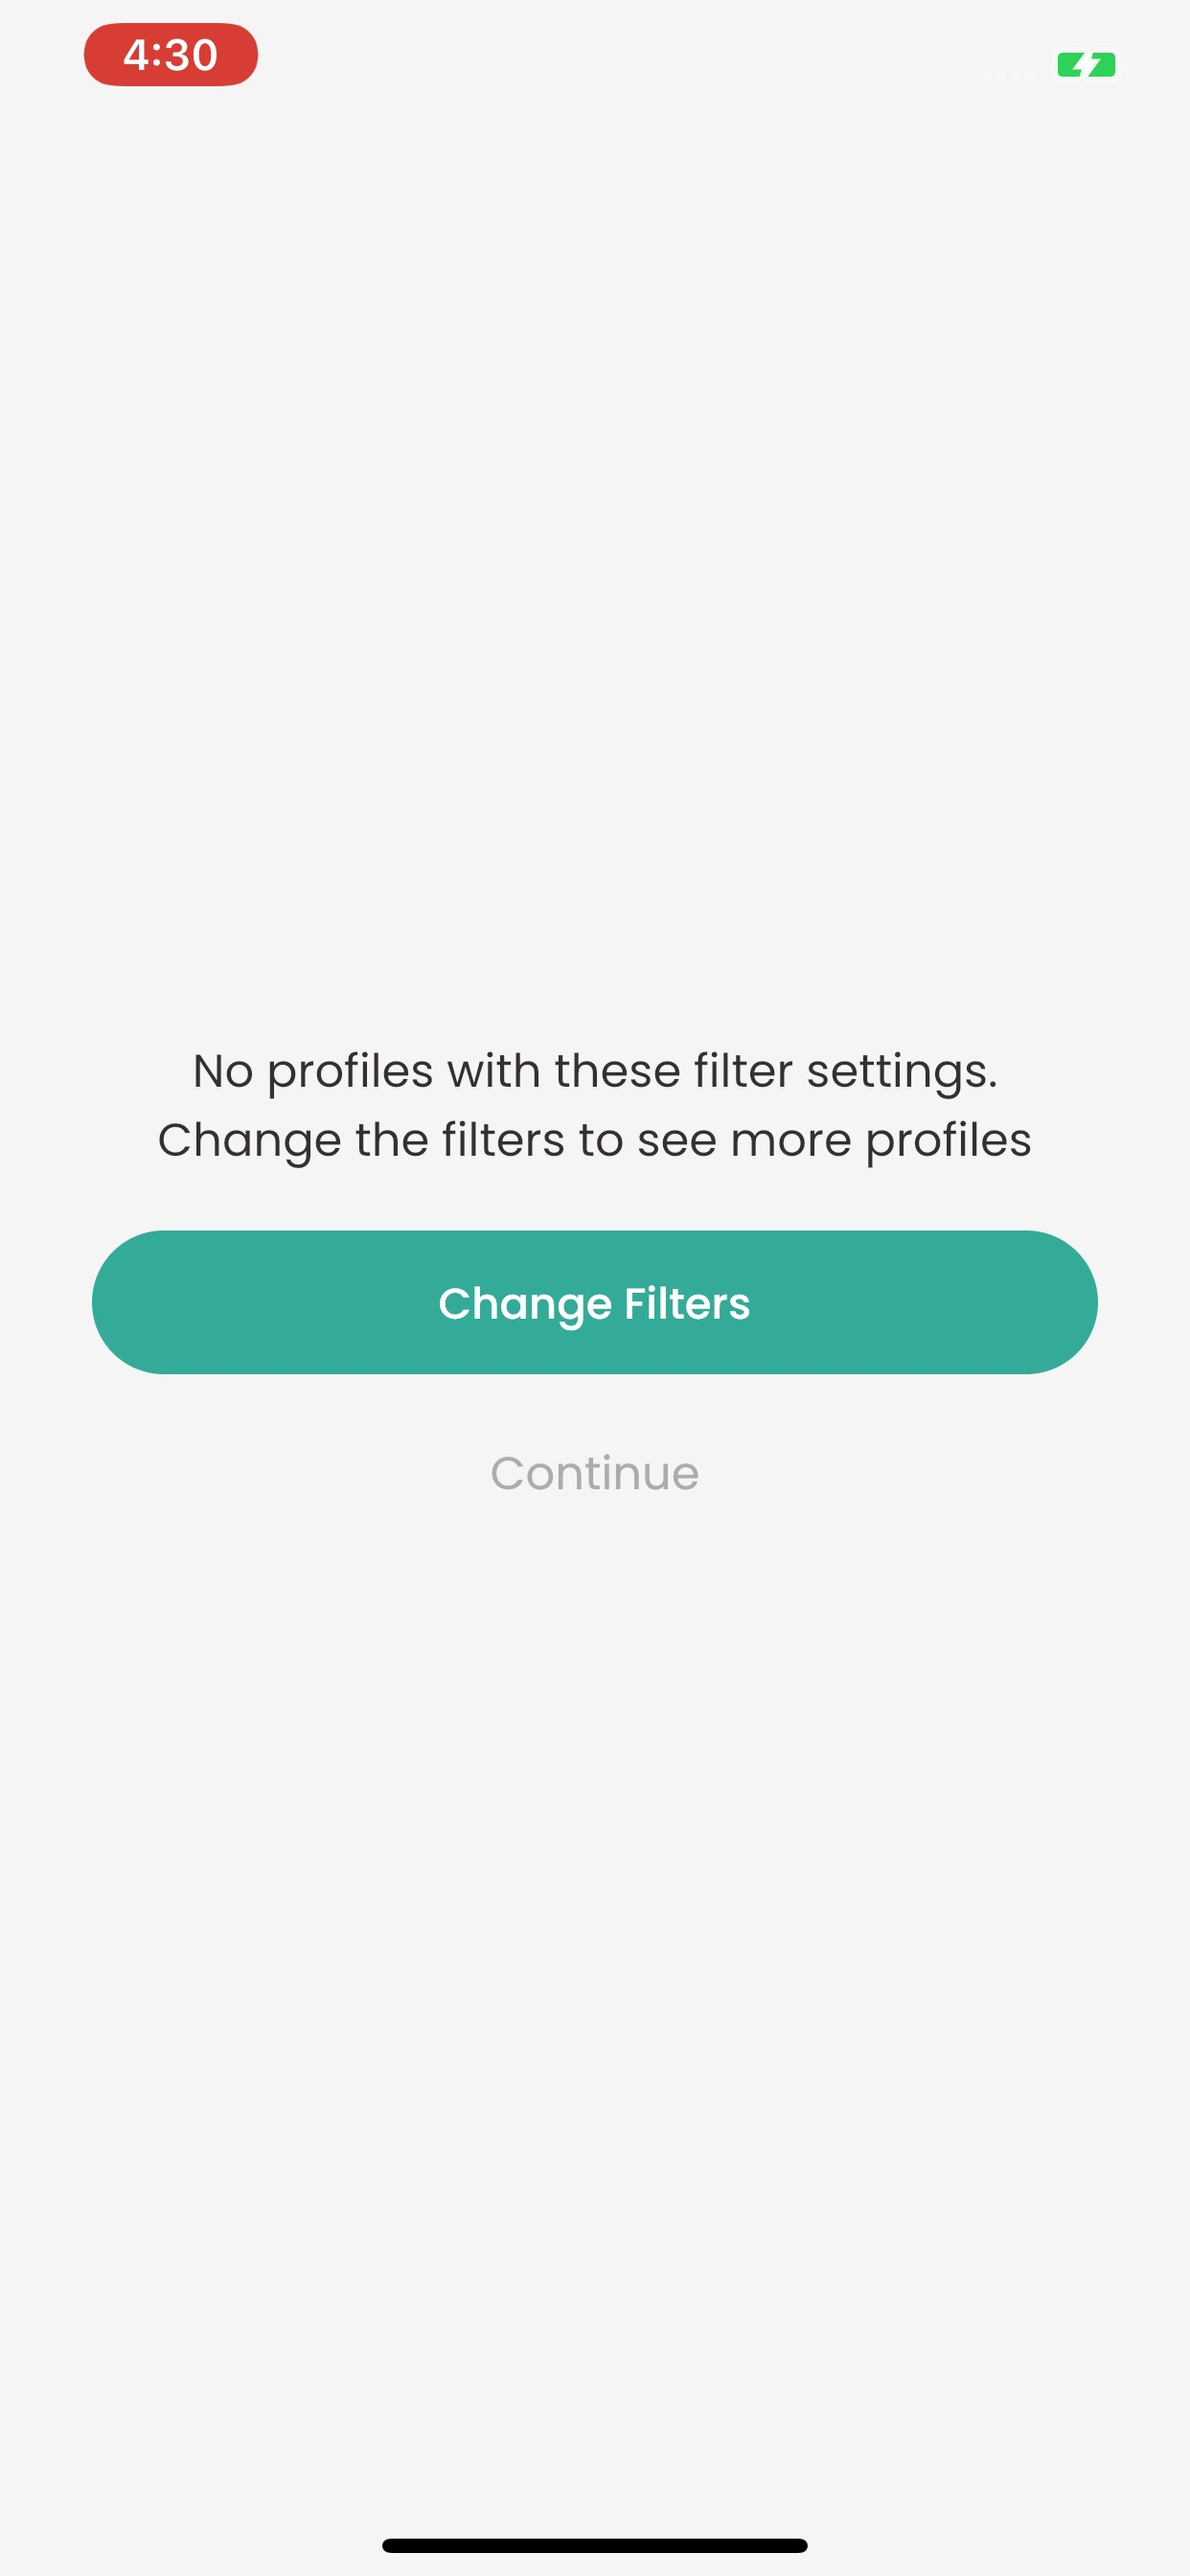 4:30
No profiles with these filter settings.
Change the filters to see more profiles
Change Filters
Continue